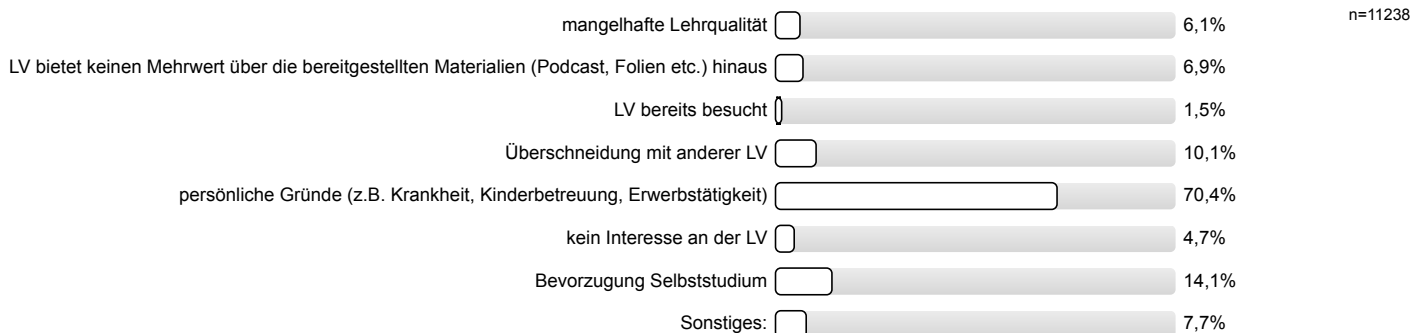 mangelhafte Lehrqualität 6,1% n=11238
LV bietet keinen Mehrwert über die bereitgestellten Materialien (Podcast, Folien etc.) hinaus 6,9%
LV bereits besucht 1,5%
Überschneidung mit anderer LV 10,1%
persönliche Gründe (z.B. Krankheit, Kinderbetreuung, Erwerbstätigkeit) 70,4%
kein Interesse an der LV 4,7%
Bevorzugung Selbststudium 14,1%
Sonstiges: 7,7%